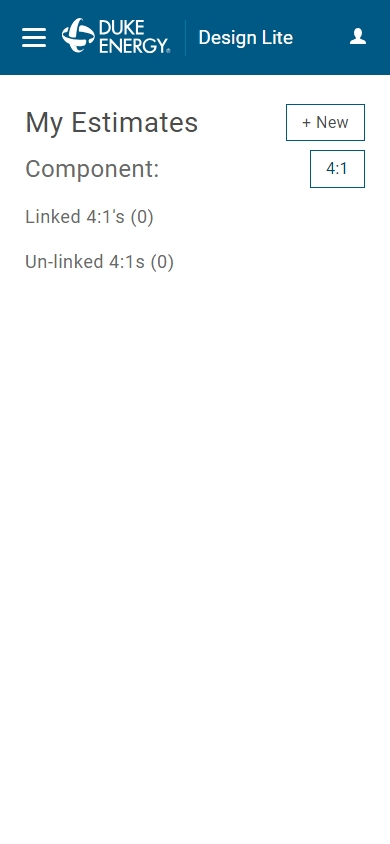 DUKE
ENERGY®
Design Lite
My Estimates
+ New
Component:
4:1
Linked 4:1's (0)
Un-linked 4:1s (0)